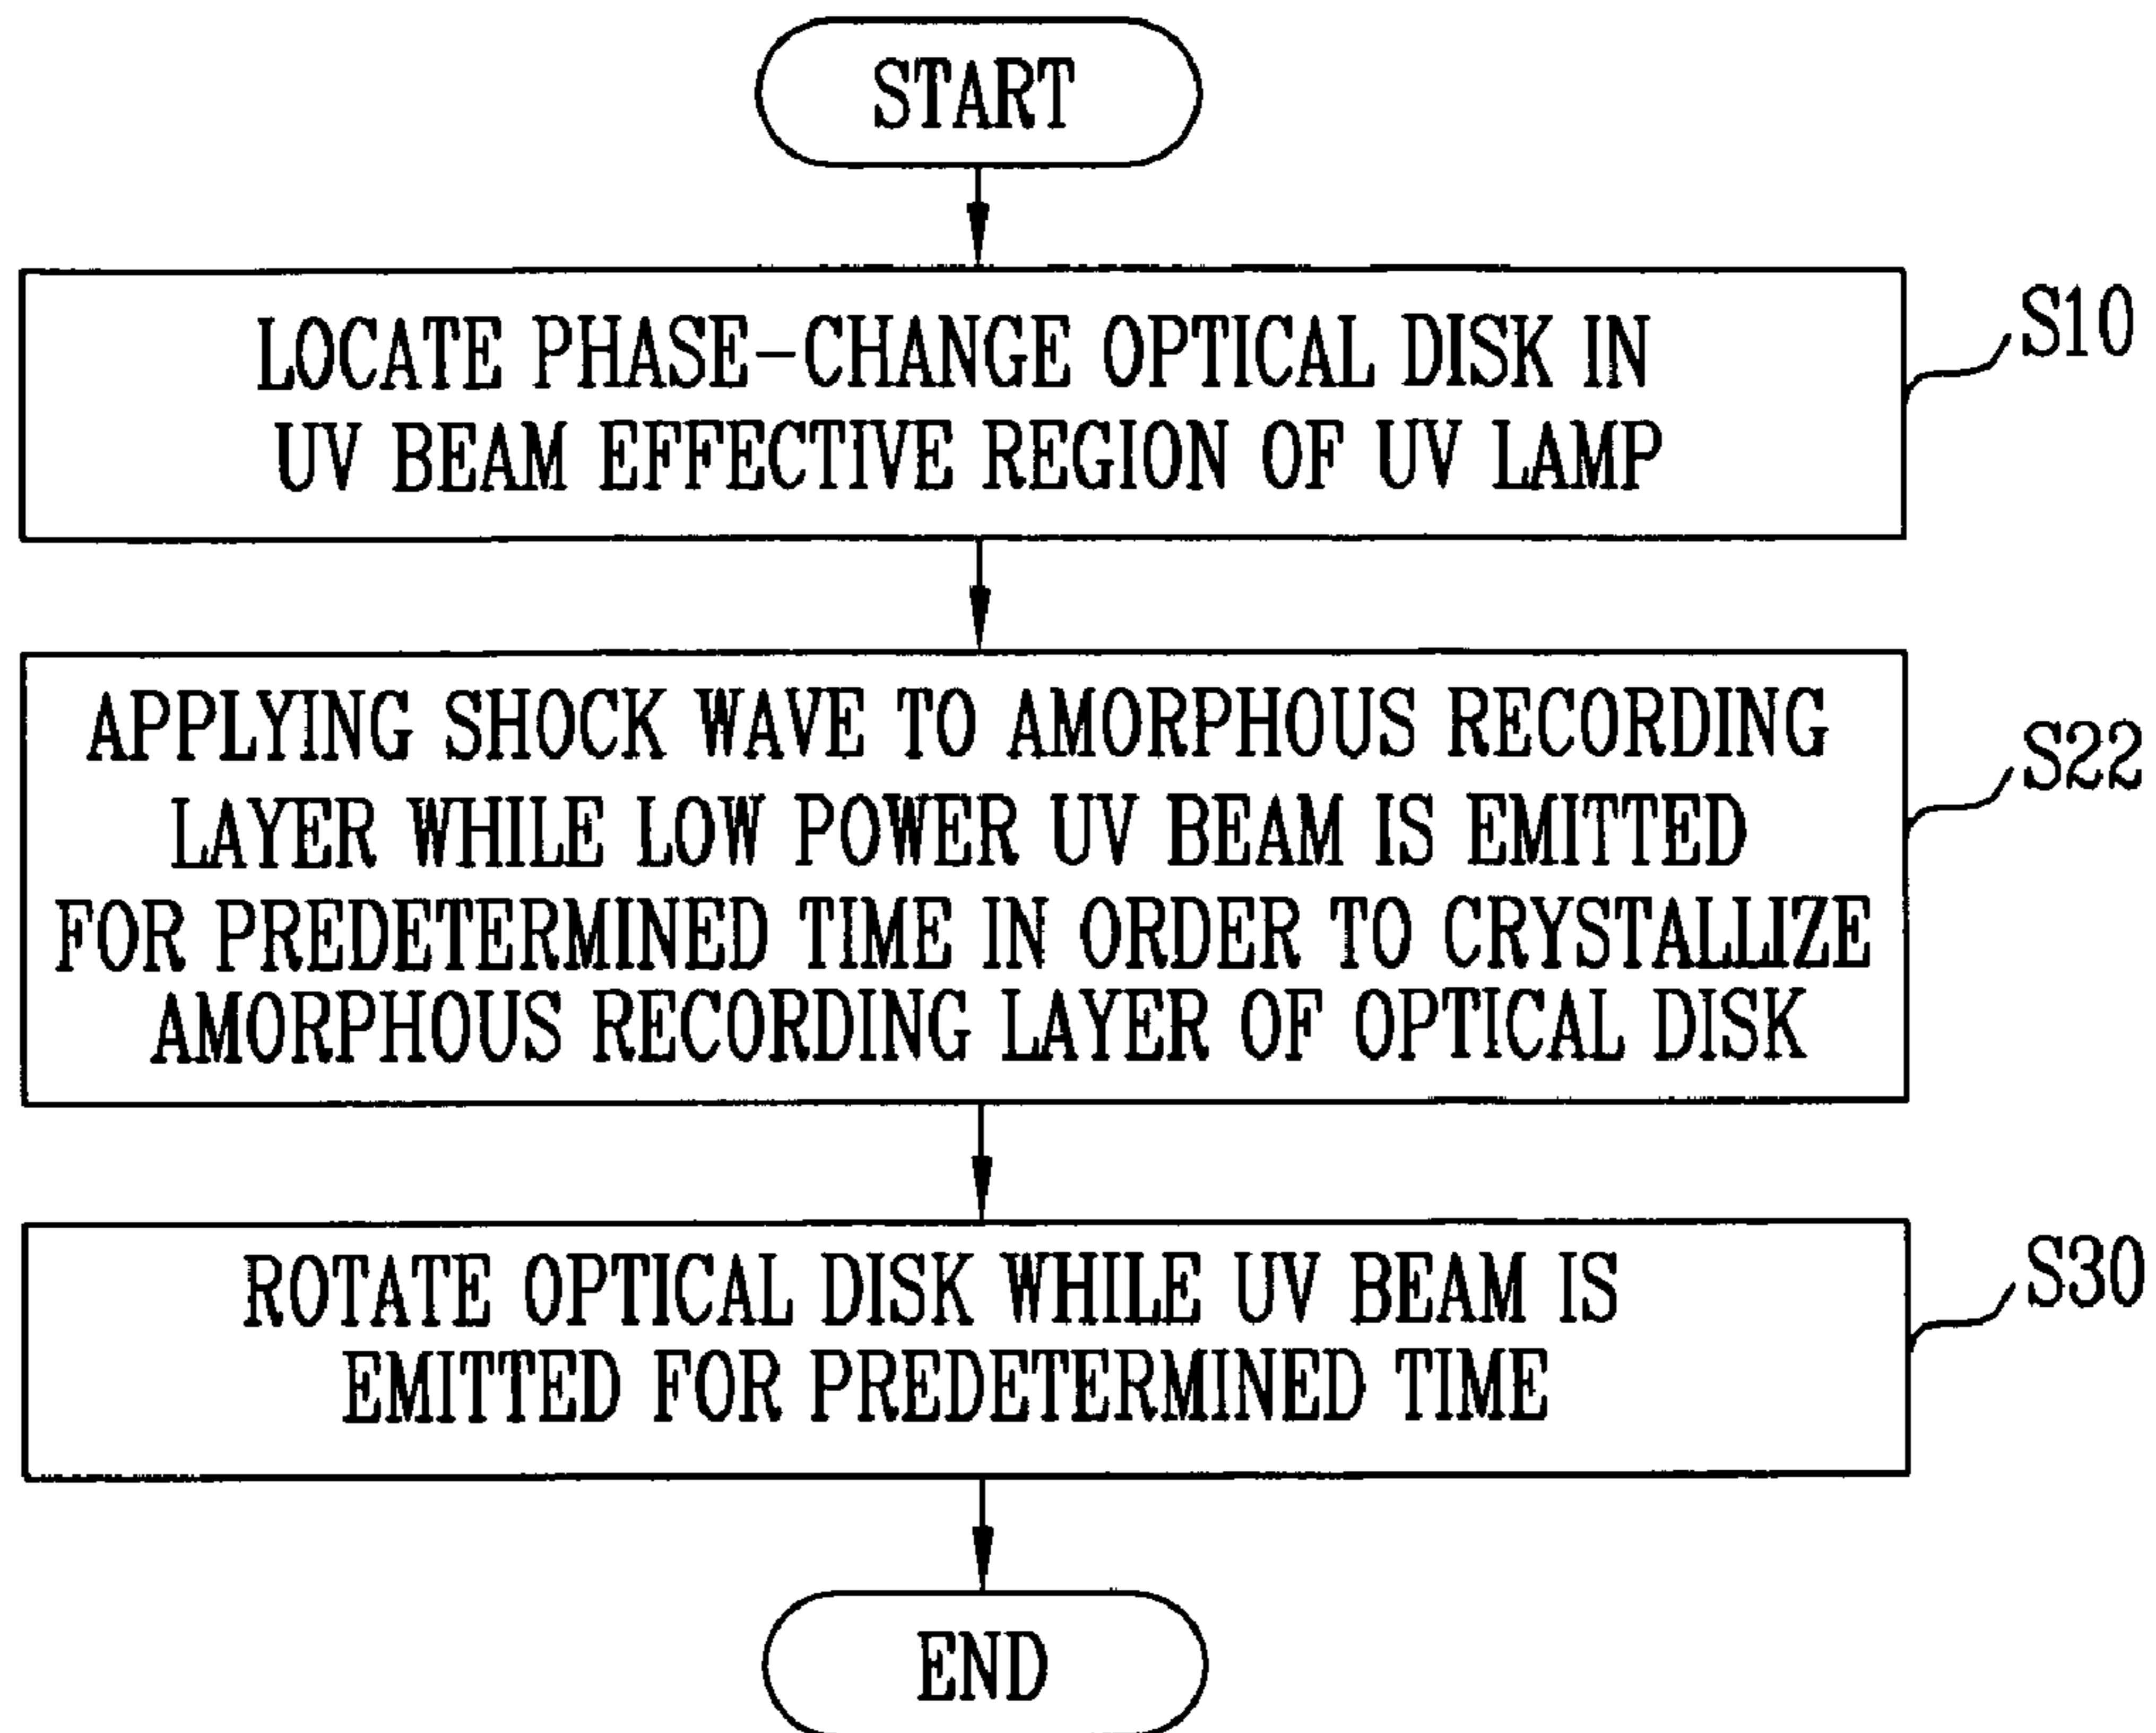 START
LOCATE PHASE-CHANGE OPTICAL DISK IN
UV BEAM EFFECTIVE REGION OF UV LAMP
S10
APPLYING SHOCK WAVE TO AMORPHOUS RECORDING
LAYER WHILE LOW POWER UV BEAM IS EMITTED
FOR PREDETERMINED TIME IN ORDER TO CRYSTALLIZE
AMORPHOUS RECORDING LAYER OF OPTICAL DISK
S22
ROTATE OPTICAL DISK WHILE UV BEAM IS
EMITTED FOR PREDETERMINED TIME
S30
END